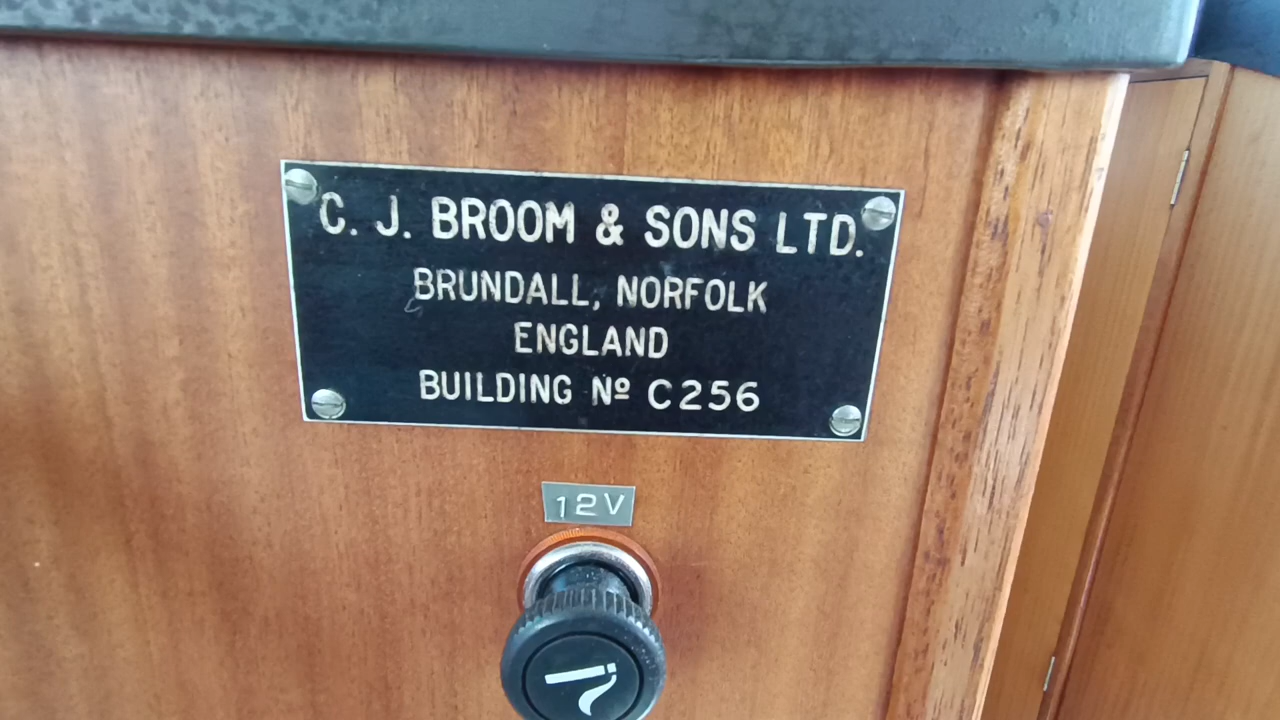 C. J. BROOM & SONS LTD.
BRUNDALL, NORFOLK
ENGLAND
BUILDING Nº C256
12V